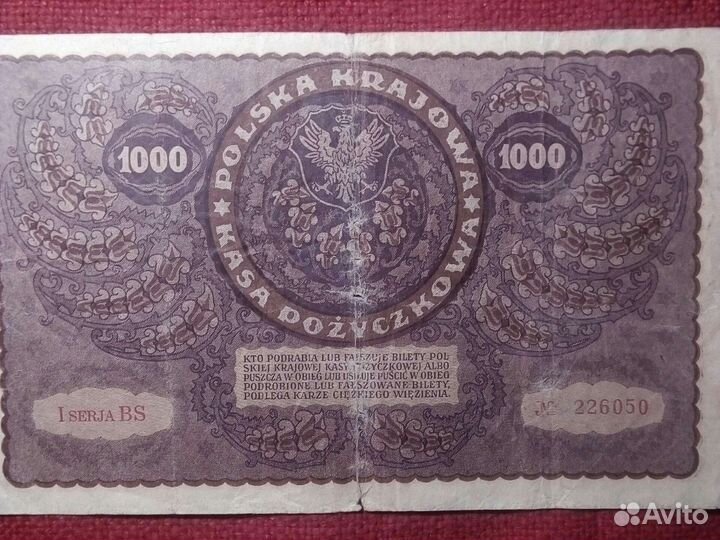 POLSKA KRAJOWA
1000
1000
KASA POŻYCZKOWA
KTO PODRABIA LUB FAŁSZUJE BILETY POL
SKIEJ KRAJOWEJ KASY POŻYCZKOWEJ ALBO
PUSZCZA W OBIEG LUB USIŁUJE PUŚCIĆ W OBIEG
PODROBIONE LUB FAŁSZOWANE BILETY,
PODLEGA KARZE CIĘŻKIEGO WIĘZIENIA.
I SERJA BS
№ 226050
Avito